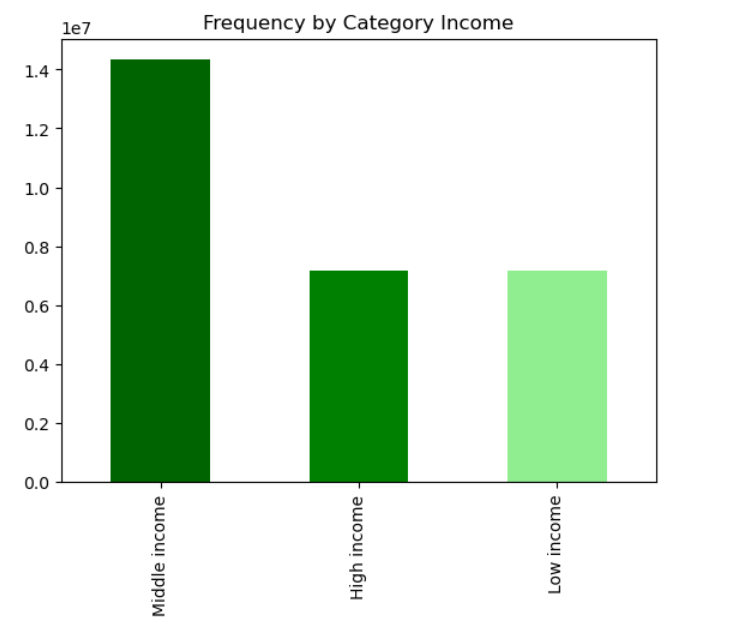 Frequency by Category Income
1e7
1.4
1.2
1.0
0.8
0.6
0.4
0.2
0.0
Middle income
High income
Low income